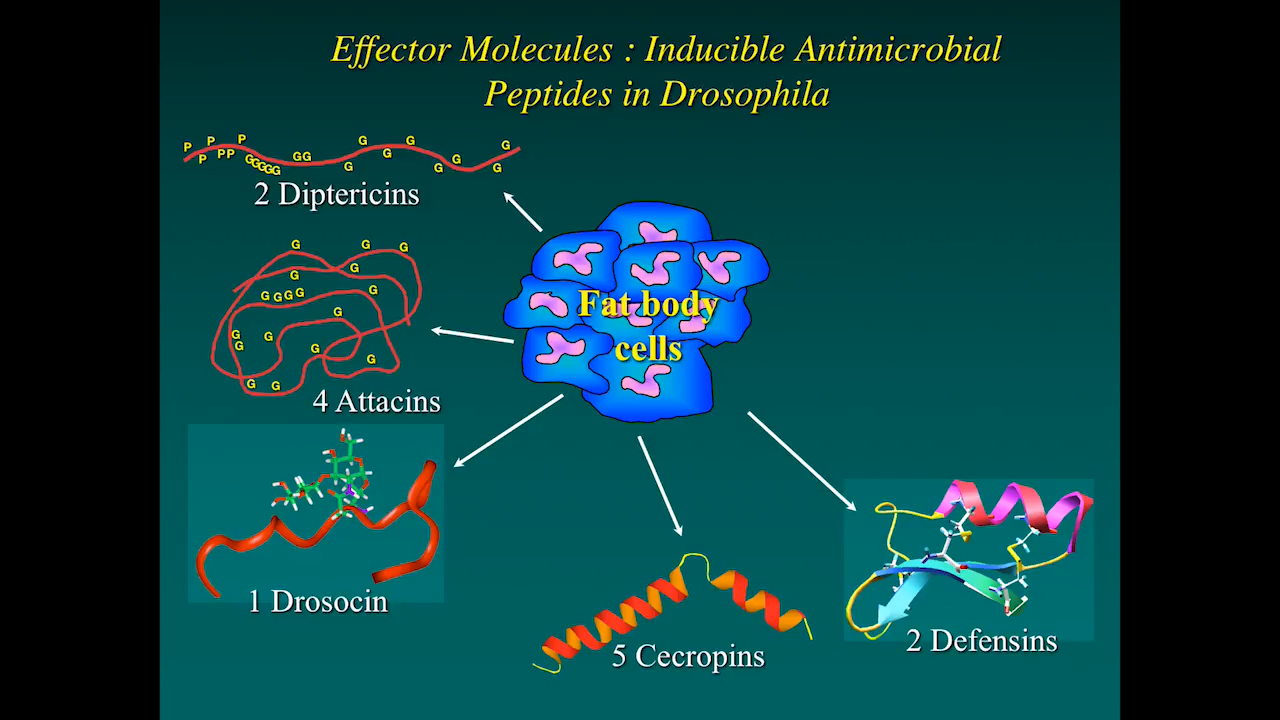 Effector Molecules : Inducible Antimicrobial
Peptides in Drosophila
P P P P P P G G G G G G G G G G G G G G G
2 Diptericins
G G G G G G G G G G G G G G G G G G G
4 Attacins
Fat body
cells
1 Drosocin
5 Cecropins
2 Defensins